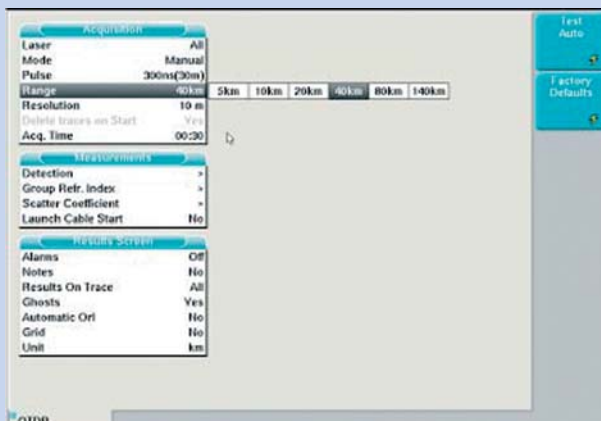 Acquisition
Laser All
Mode Manual
Pulse 300ns(30m)
Range 40km 5km 10km 20km 40km 80km 140km
Resolution 10 m
Delete traces on Start Yes
Acq. Time 00:30
Measurements
Detection >
Group Refr. Index >
Scatter Coefficient >
Launch Cable Start No
Results Screen
Alarms Off
Notes No
Results On Trace All
Ghosts Yes
Automatic Orl No
Grid No
Unit km
Test
Auto
Factory
Defaults
OTDR